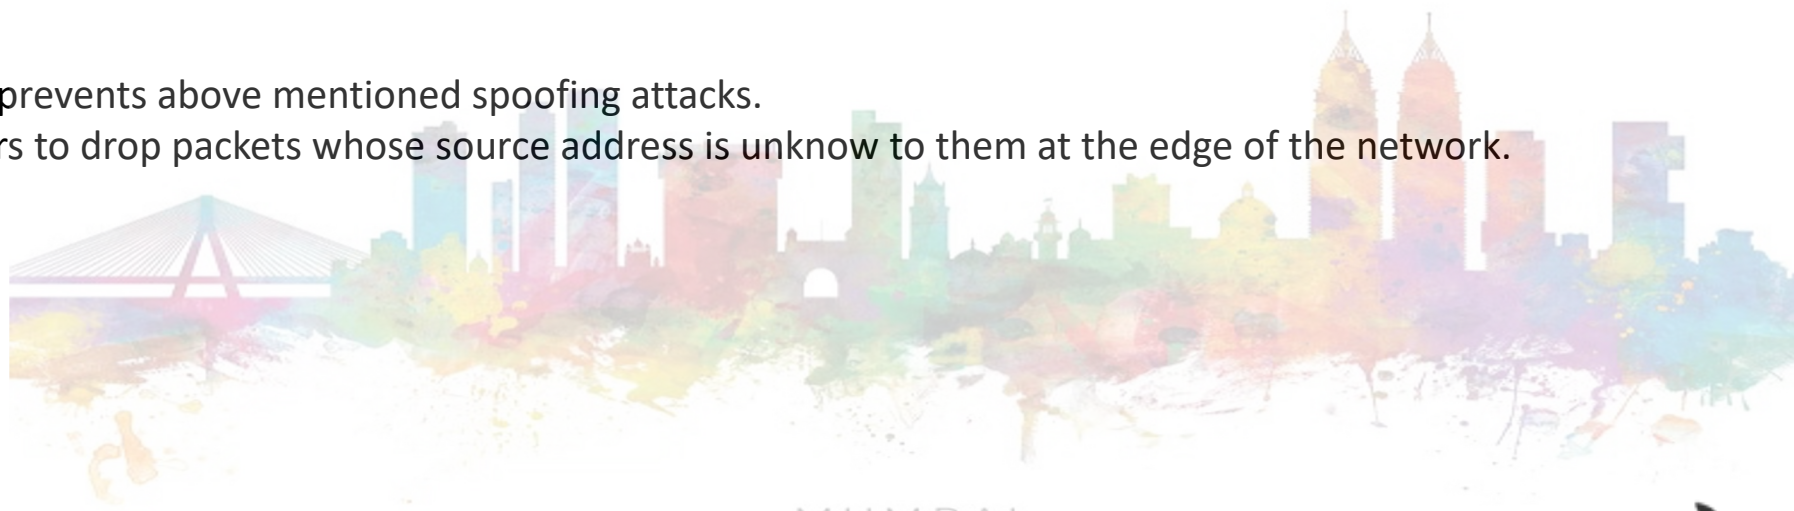 prevents above mentioned spoofing attacks.
rs to drop packets whose source address is unknow to them at the edge of the network.